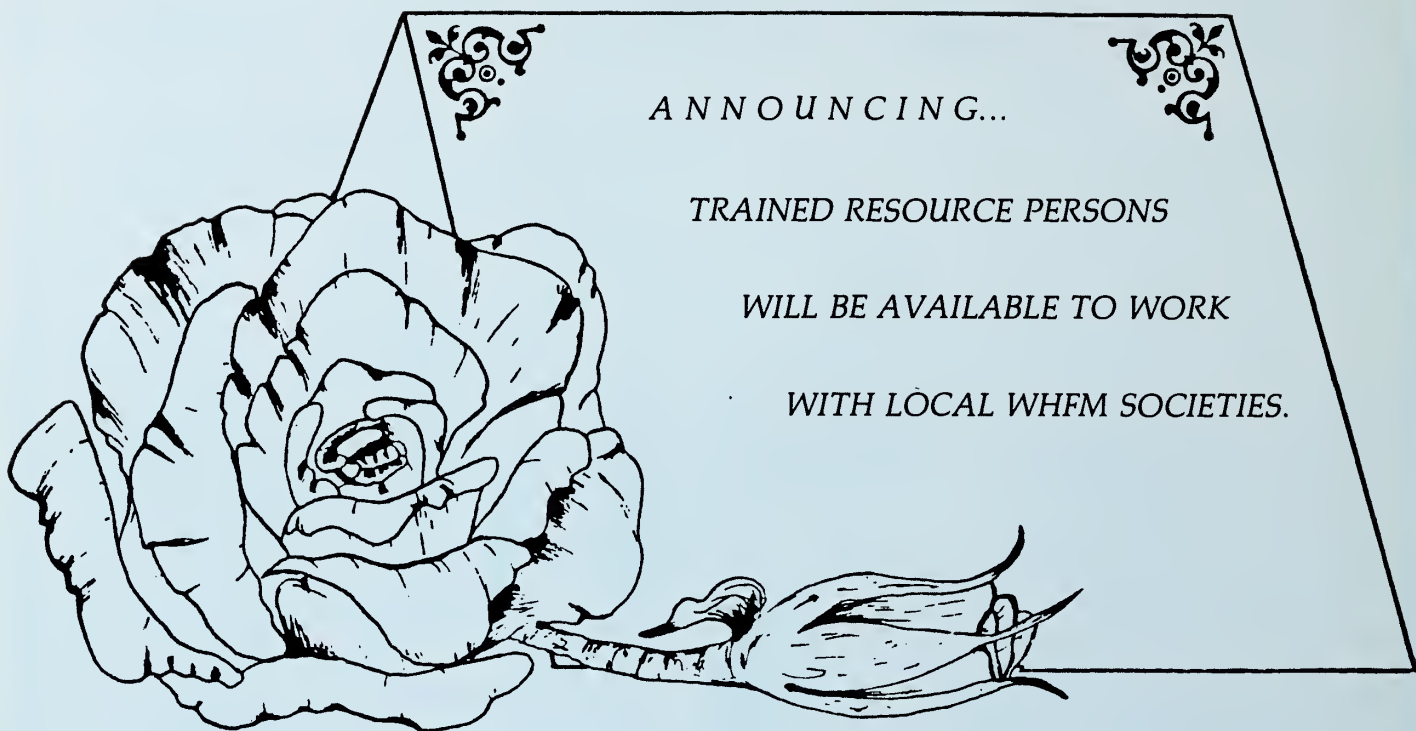 ANNOUNCING...
TRAINED RESOURCE PERSONS
WILL BE AVAILABLE TO WORK
WITH LOCAL WHFM SOCIETIES.